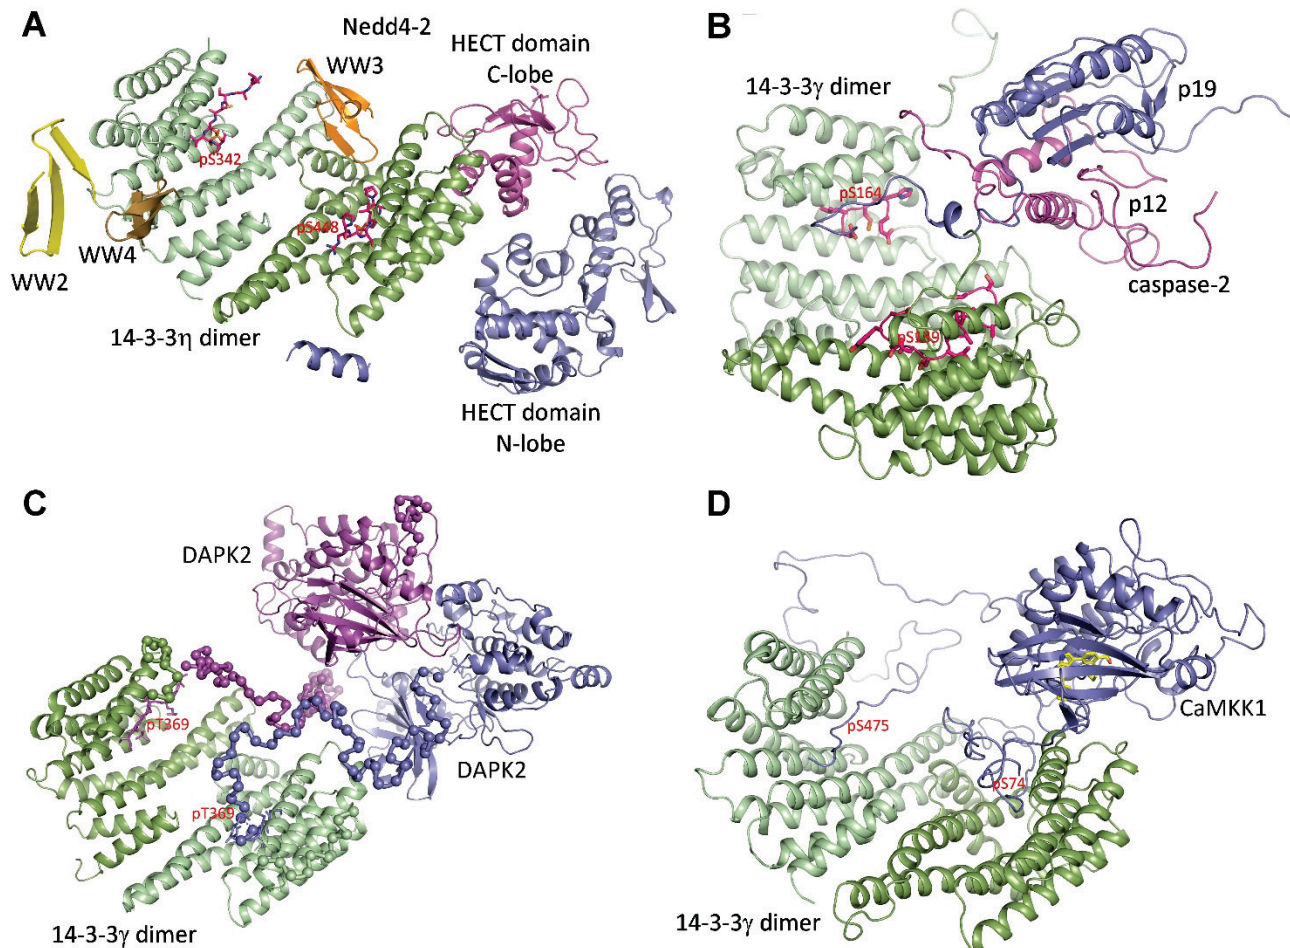 A
Nedd4-2
HECT domain
C-lobe
WW3
WW2
WW4
pS342
pS448
14-3-3η dimer
HECT domain
N-lobe
B
14-3-3γ dimer
p19
pS164
p12
caspase-2
pS139
C
DAPK2
pT369
DAPK2
pT369
14-3-3γ dimer
D
CaMKK1
pS475
pS74
14-3-3γ dimer